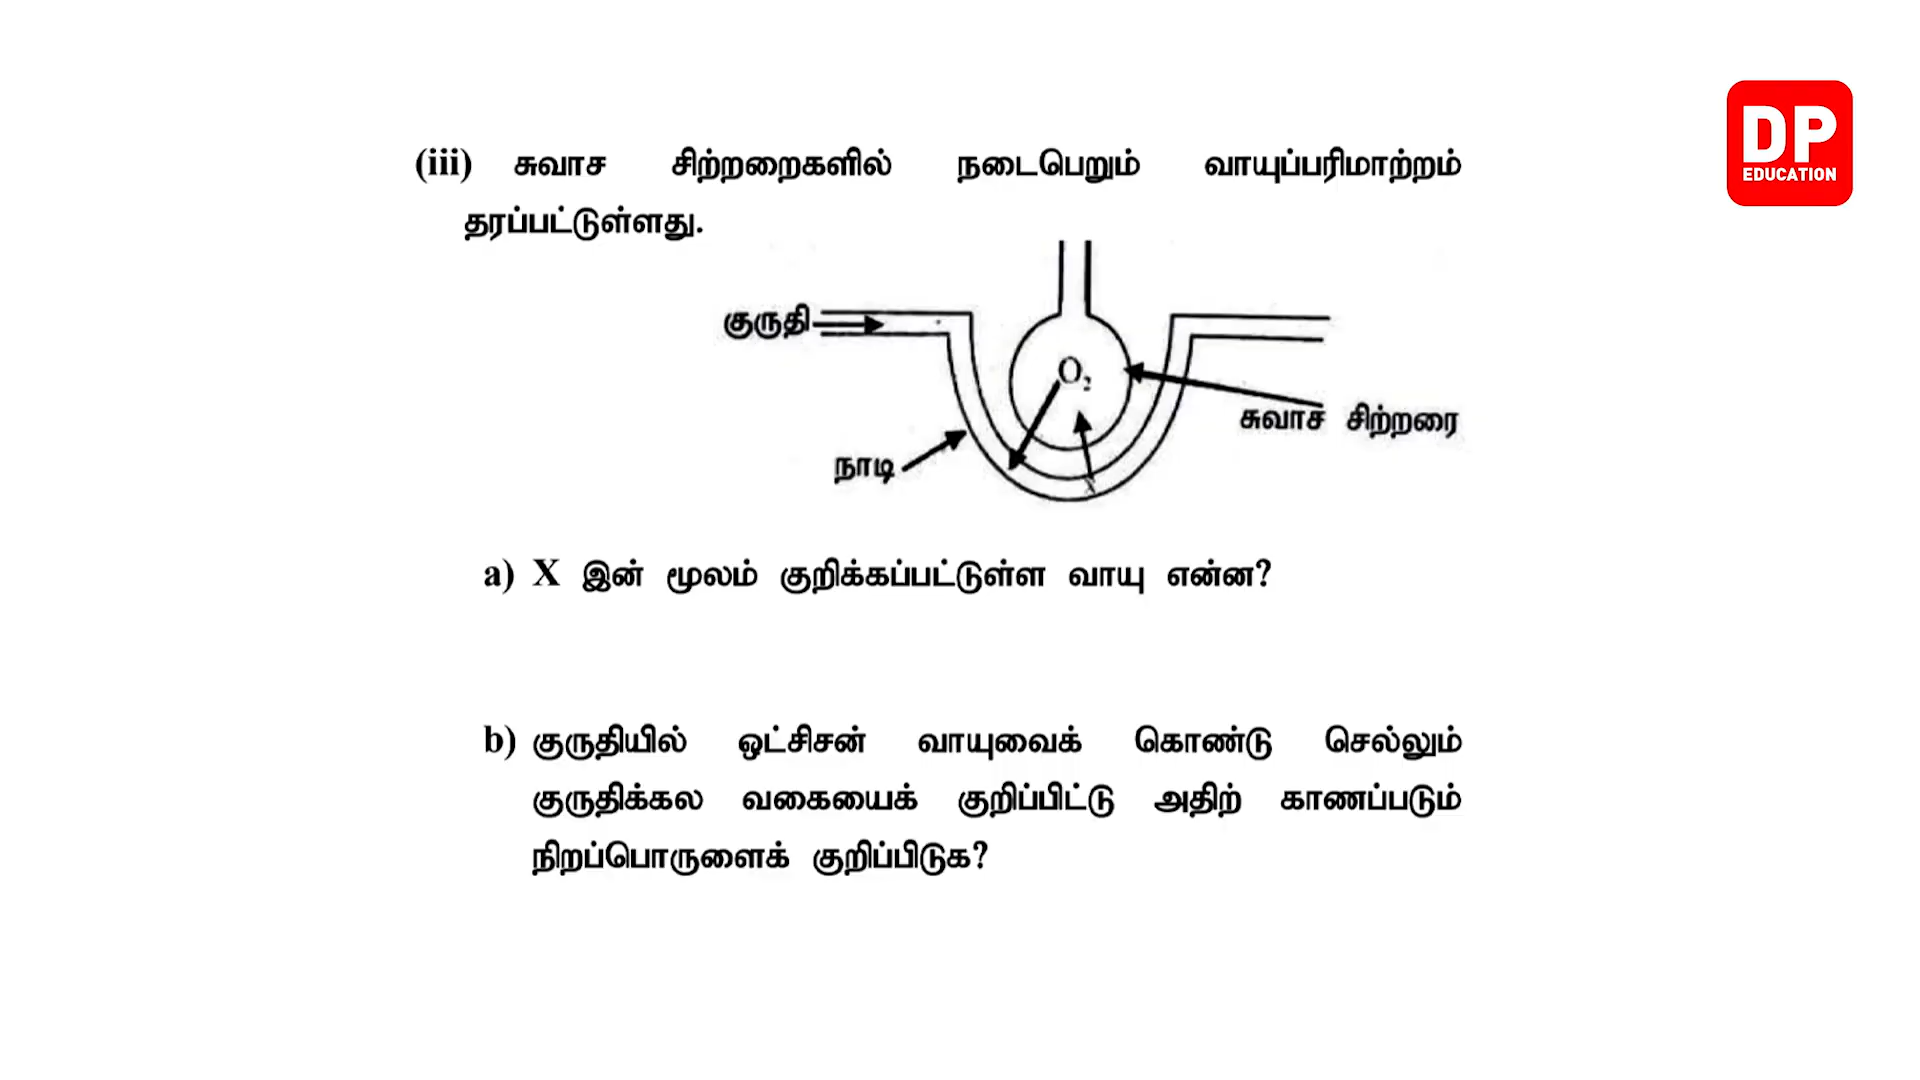 DP
EDUCATION
(iii) சுவாச சிற்றறைகளில் நடைபெறும் வாயுப்பரிமாற்றம்
தரப்பட்டுள்ளது.
குருதி
O₂
சுவாச சிற்றரை
நாடி
X
a) X இன் மூலம் குறிக்கப்பட்டுள்ள வாயு என்ன?
b) குருதியில் ஒட்சிசன் வாயுவைக் கொண்டு செல்லும்
குருதிக்கல வகையைக் குறிப்பிட்டு அதிற் காணப்படும்
நிறப்பொருளைக் குறிப்பிடுக?